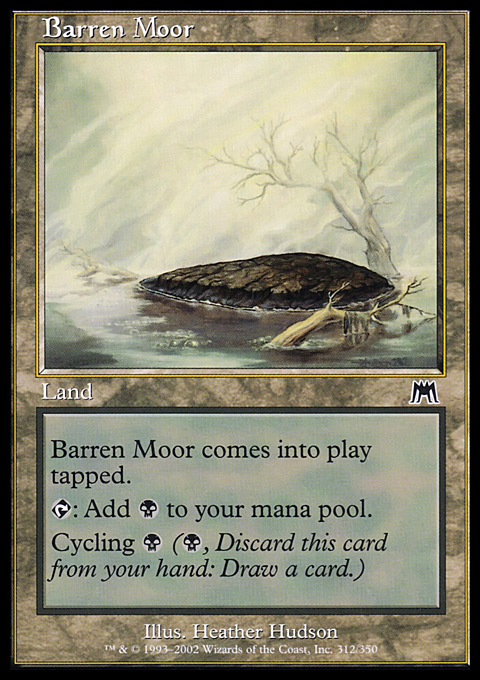 Barren Moor
Land
Barren Moor comes into play
tapped.
: Add to your mana pool.
Cycling (, Discard this card
from your hand: Draw a card.)
Illus. Heather Hudson
™ & © 1993–2002 Wizards of the Coast, Inc. 312/350